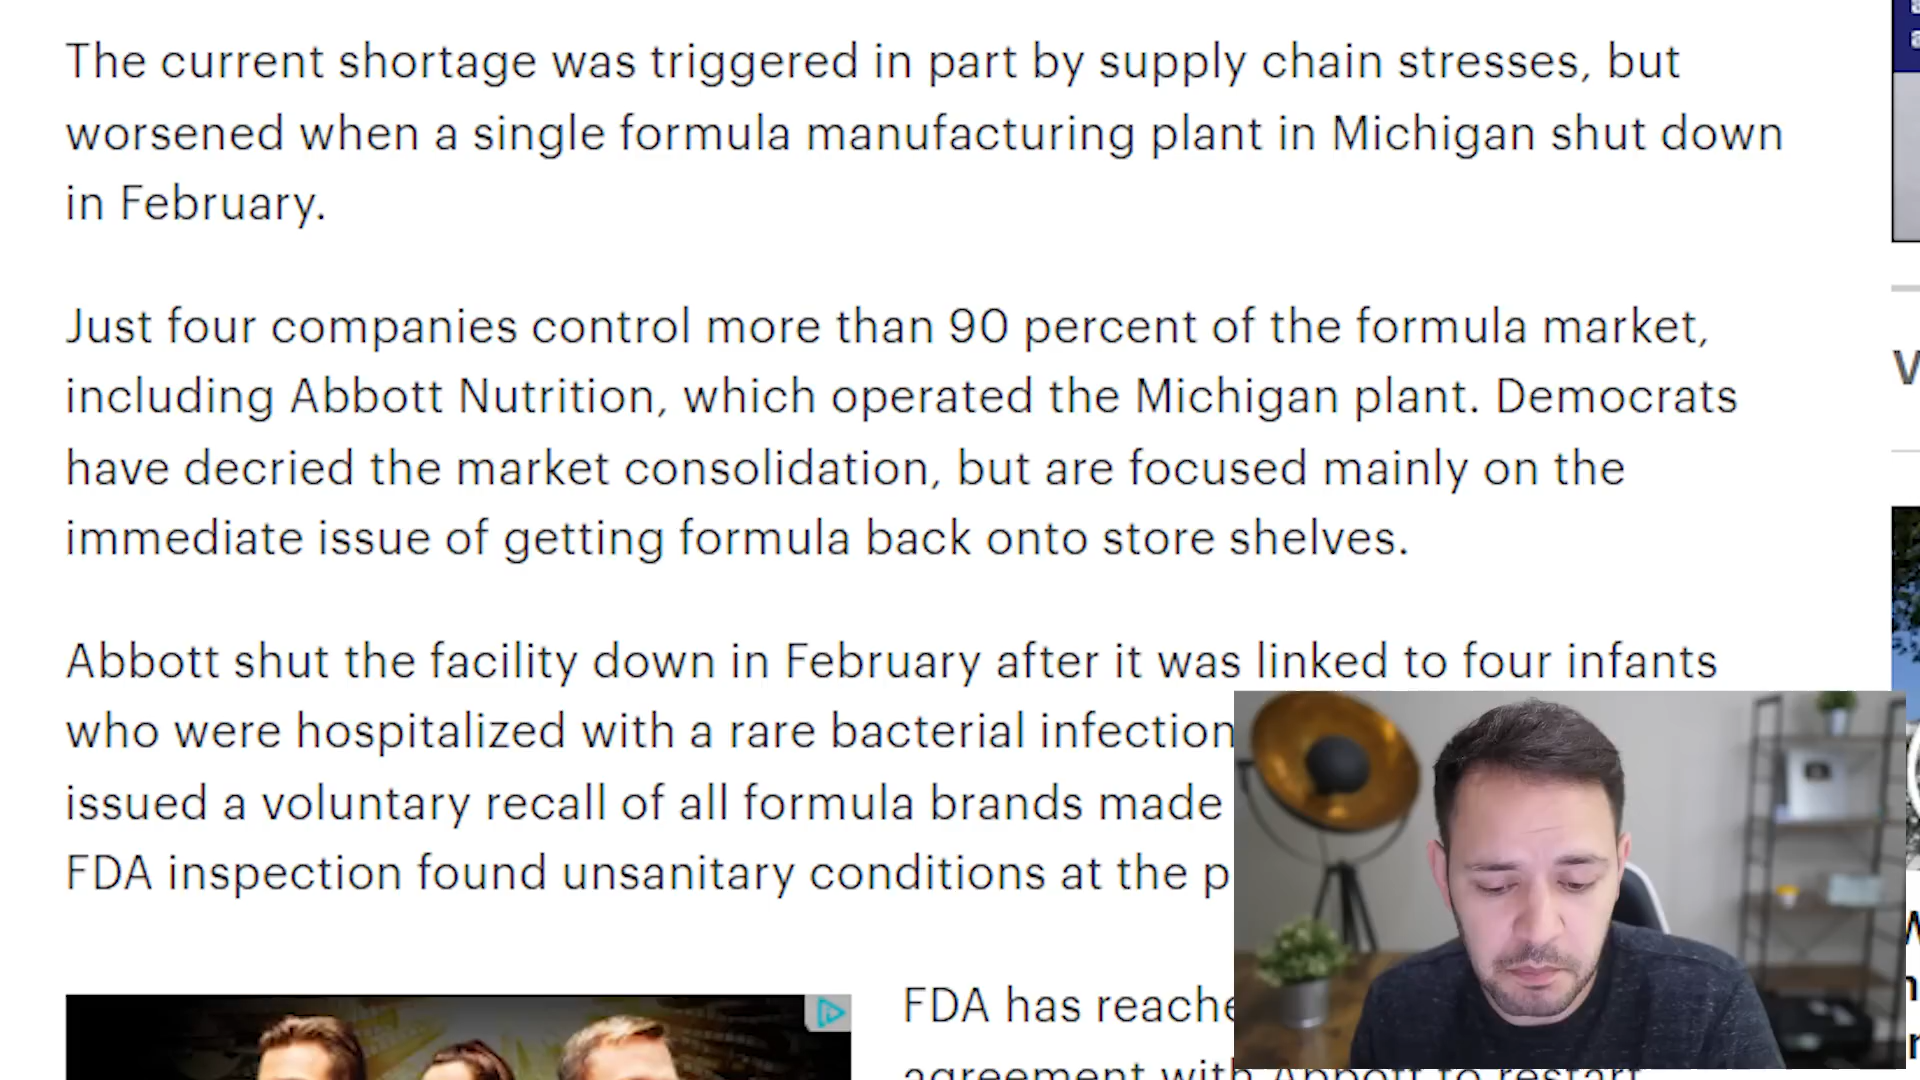 The current shortage was triggered in part by supply chain stresses, but
worsened when a single formula manufacturing plant in Michigan shut down
in February.
Just four companies control more than 90 percent of the formula market,
including Abbott Nutrition, which operated the Michigan plant. Democrats
have decried the market consolidation, but are focused mainly on the
immediate issue of getting formula back onto store shelves.
Abbott shut the facility down in February after it was linked to four infants
who were hospitalized with a rare bacterial infection
issued a voluntary recall of all formula brands made
FDA inspection found unsanitary conditions at the
FDA has
agreement with Abbott to restart